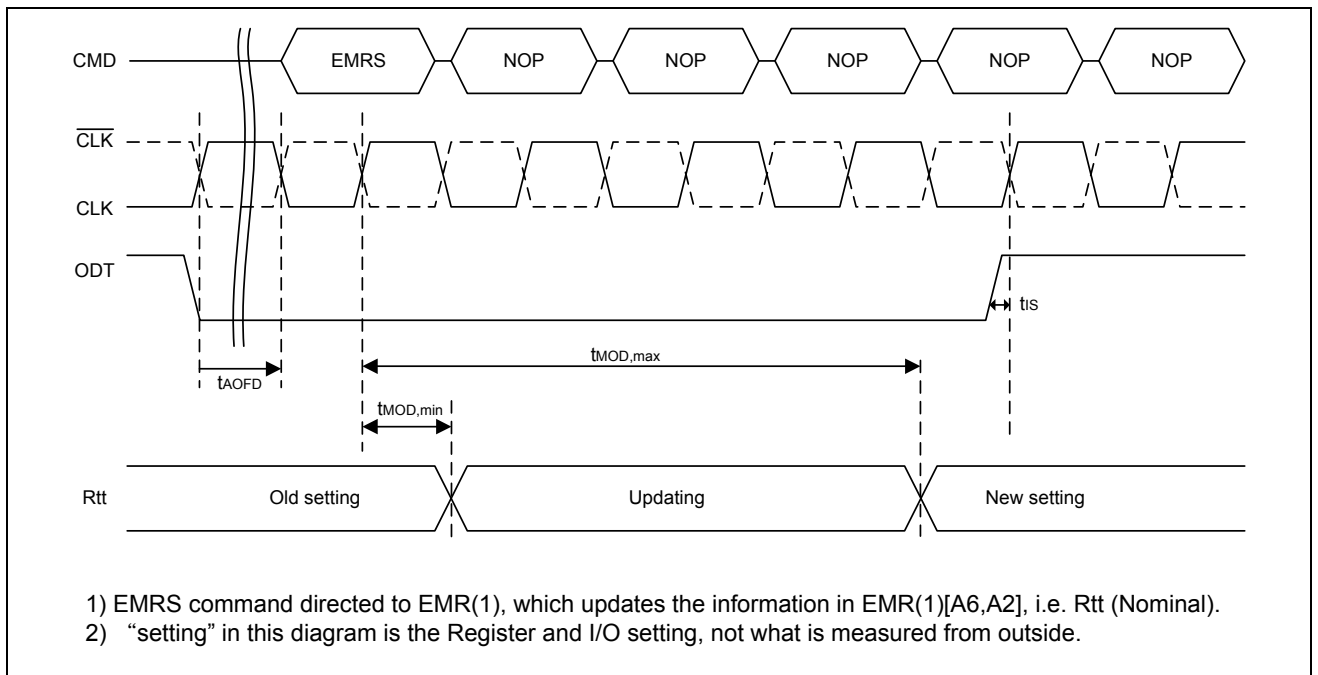 CMD EMRS NOP NOP NOP NOP NOP
CLK
CLK
ODT
tIS
tMOD,max
tAOFD
tMOD,min
Rtt Old setting Updating New setting
1) EMRS command directed to EMR(1), which updates the information in EMR(1)[A6,A2], i.e. Rtt (Nominal).
2) “setting” in this diagram is the Register and I/O setting, not what is measured from outside.